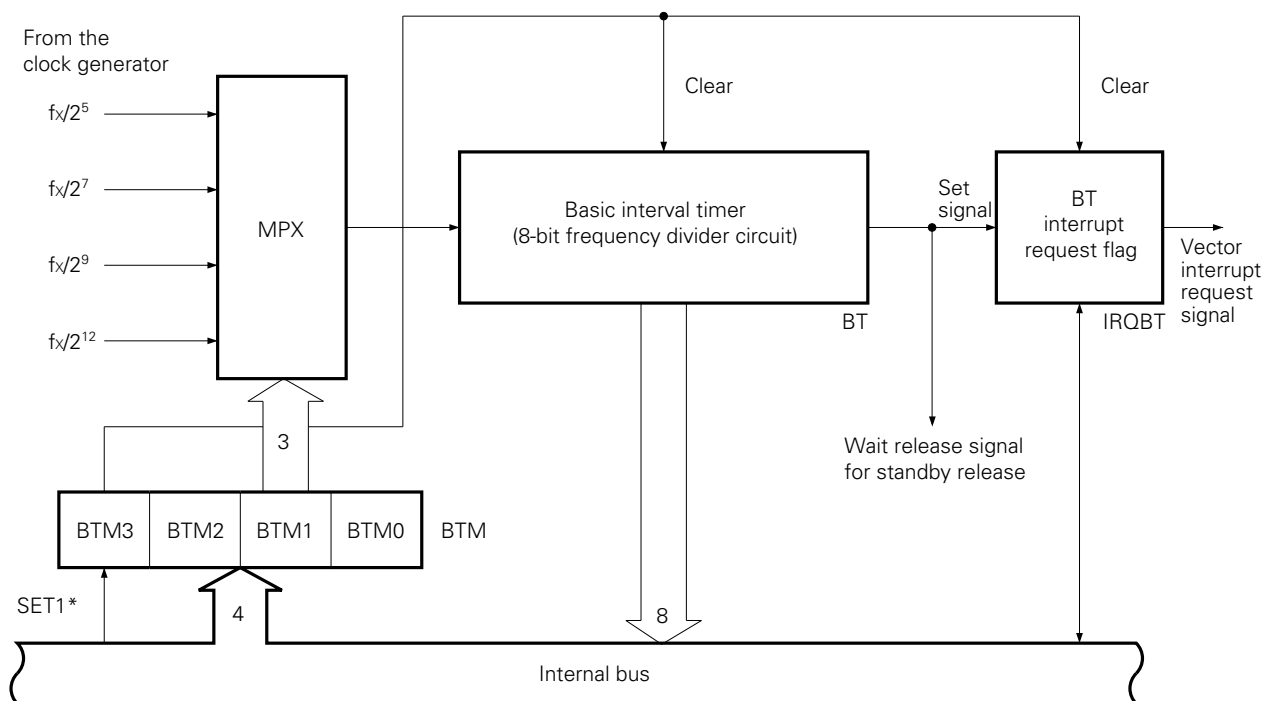 From the
clock generator
fx/2⁵
fx/2⁷
fx/2⁹
fx/2¹²
MPX
Clear
Clear
Basic interval timer
(8-bit frequency divider circuit)
BT
Set
signal
BT
interrupt
request flag
IRQBT
Vector
interrupt
request
signal
Wait release signal
for standby release
3
BTM3
BTM2
BTM1
BTM0
BTM
SET1*
4
8
Internal bus